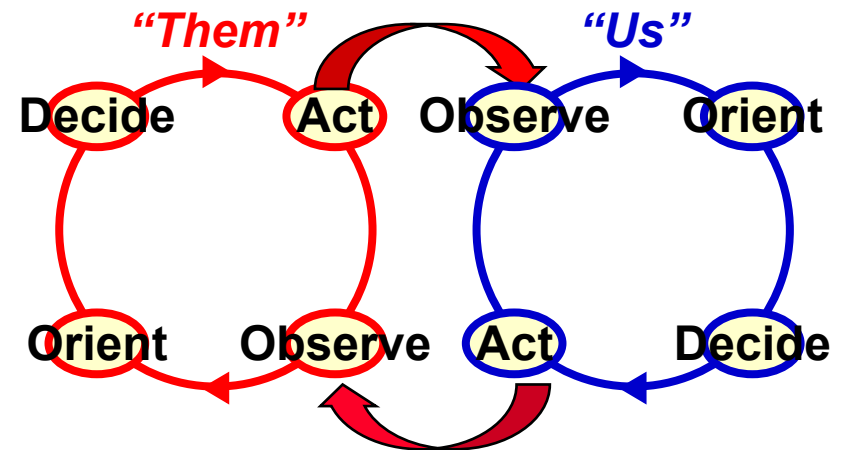 “Them” “Us”
Decide Act Observe Orient
Orient Observe Act Decide